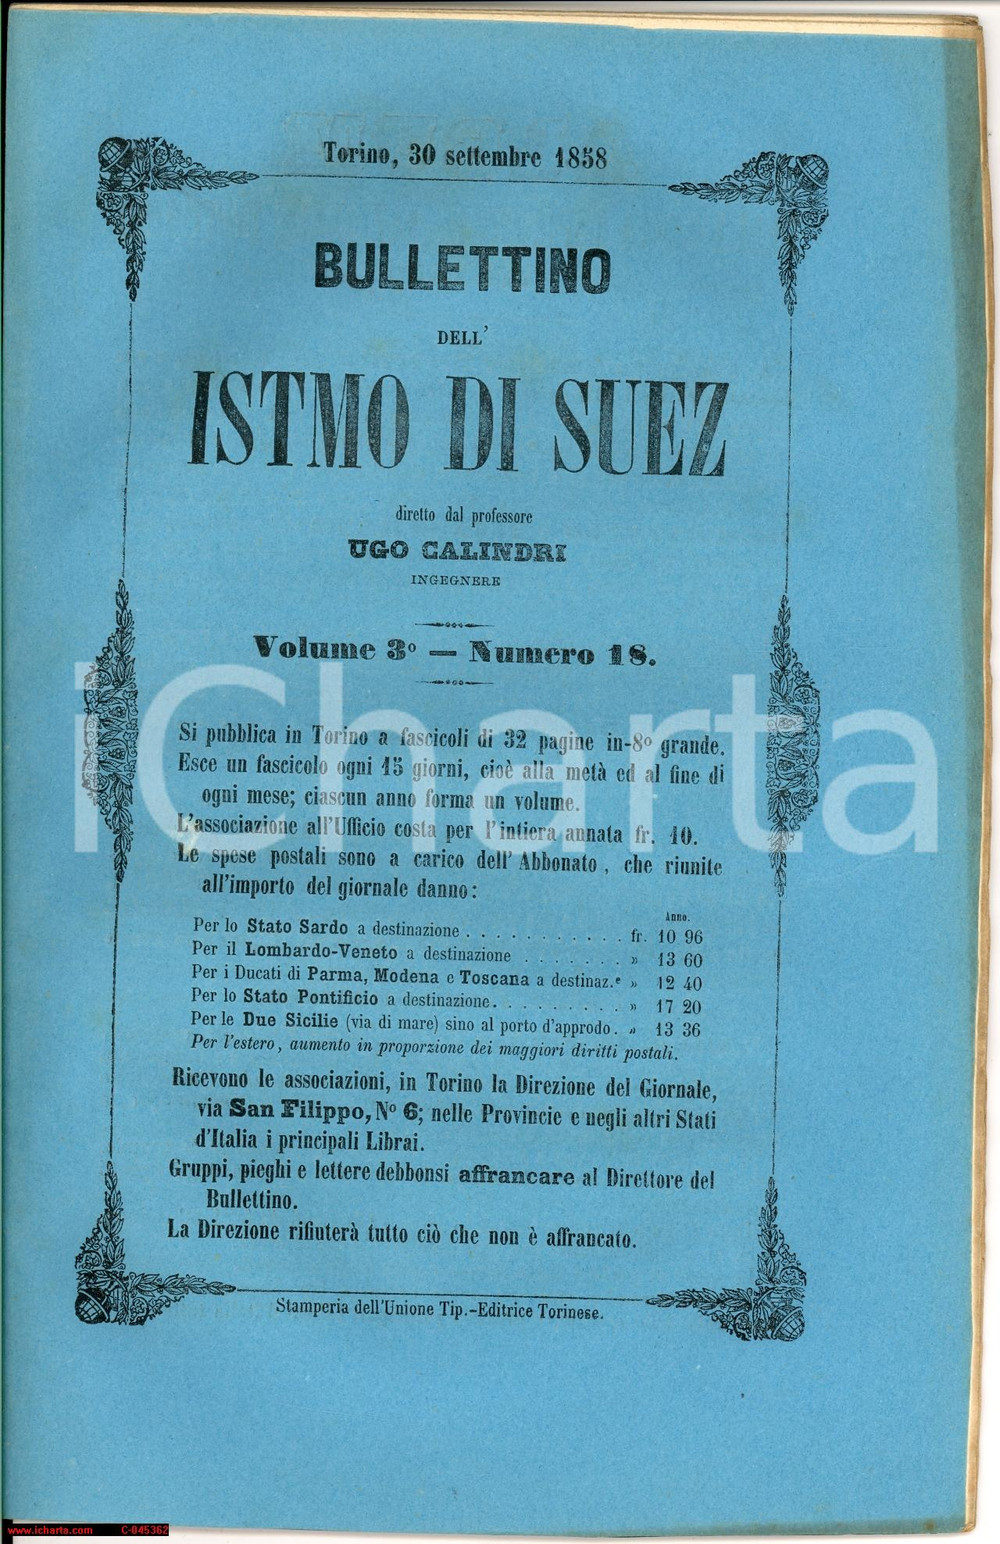 Torino, 30 settembre 1858
BULLETTINO
DELL'
ISTMO DI SUEZ
diretto dal professore
UGO CALINDRI
INGEGNERE
Volume 3º — Numero 18.
Si pubblica in Torino a fascicoli di 32 pagine in-8º grande.
Esce un fascicolo ogni 15 giorni, cioè alla metà ed al fine di
ogni mese; ciascun anno forma un volume.
L'associazione all'Ufficio costa per l'intiera annata fr. 10.
Le spese postali sono a carico dell'Abbonato, che riunite
all'importo del giornale danno:
Anno.
Per lo Stato Sardo a destinazione . . . . . . . . . . . fr. 10 96
Per il Lombardo-Veneto a destinazione . . . . . . . » 13 60
Per i Ducati di Parma, Modena e Toscana a destinaz.e » 12 40
Per lo Stato Pontificio a destinazione. . . . . . . . . » 17 20
Per le Due Sicilie (via di mare) sino al porto d'approdo. » 13 36
Per l'estero, aumento in proporzione dei maggiori diritti postali.
Ricevono le associazioni, in Torino la Direzione del Giornale,
via San Filippo, Nº 6; nelle Provincie e negli altri Stati
d'Italia i principali Librai.
Gruppi, pieghi e lettere debbonsi affrancare al Direttore del
Bullettino.
La Direzione rifiuterà tutto ciò che non è affrancato.
Stamperia dell'Unione Tip.-Editrice Torinese.
iCharta
www.icharta.com C-045362